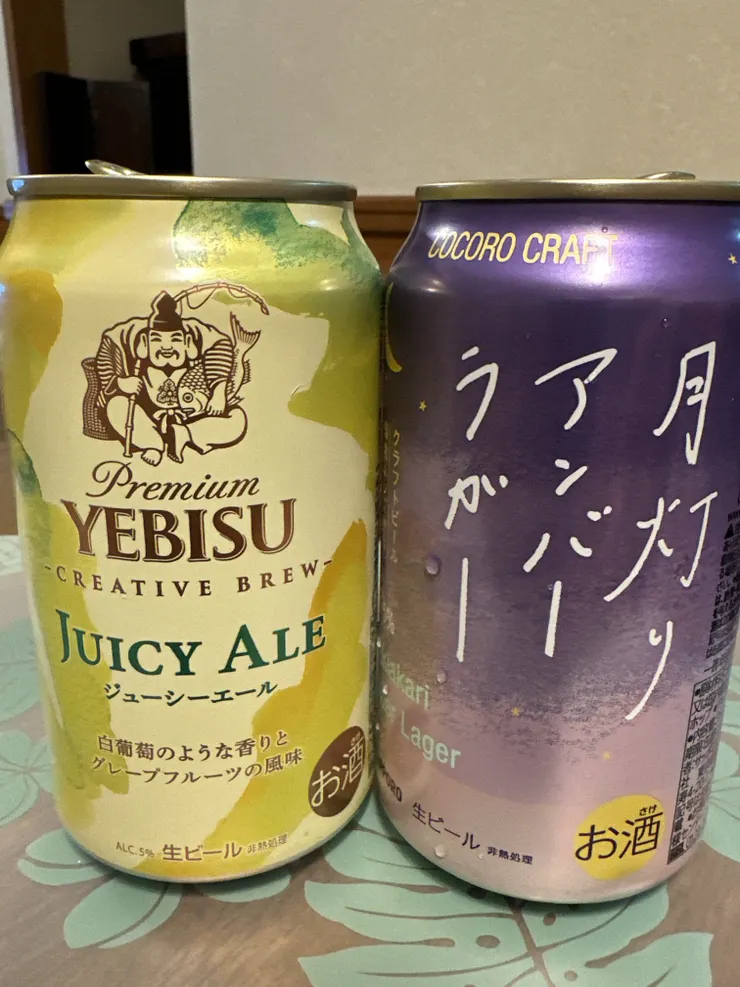 Premium
YEBISU
-CREATIVE BREW-
JUICY ALE
ジューシーエール
白葡萄のような香りと
グレープフルーツの風味
さけ
お酒
ALC.5% 生ビール 非熱処理
COCORO CRAFT
月灯り
アンバー
ラガー
クラフトビール
akari
Lager
生ビール 非熱処理
さけ
お酒